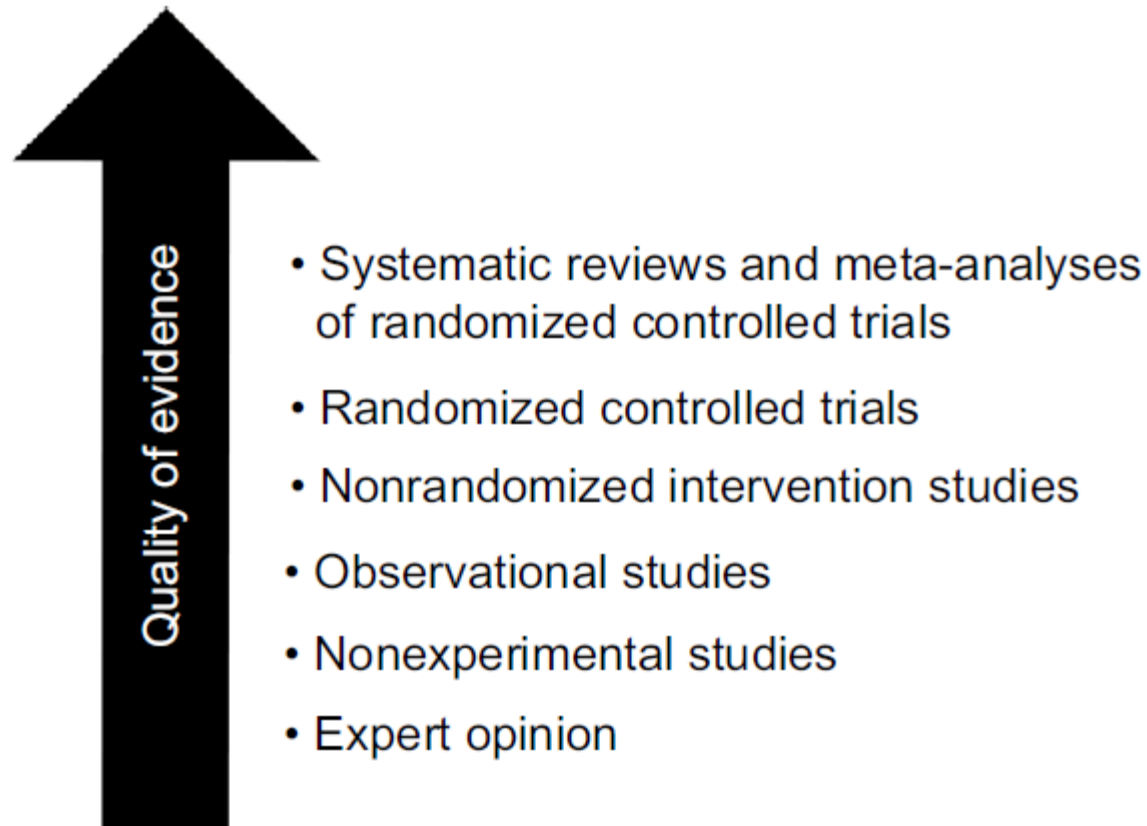 Quality of evidence
• Systematic reviews and meta-analyses
of randomized controlled trials
• Randomized controlled trials
• Nonrandomized intervention studies
• Observational studies
• Nonexperimental studies
• Expert opinion